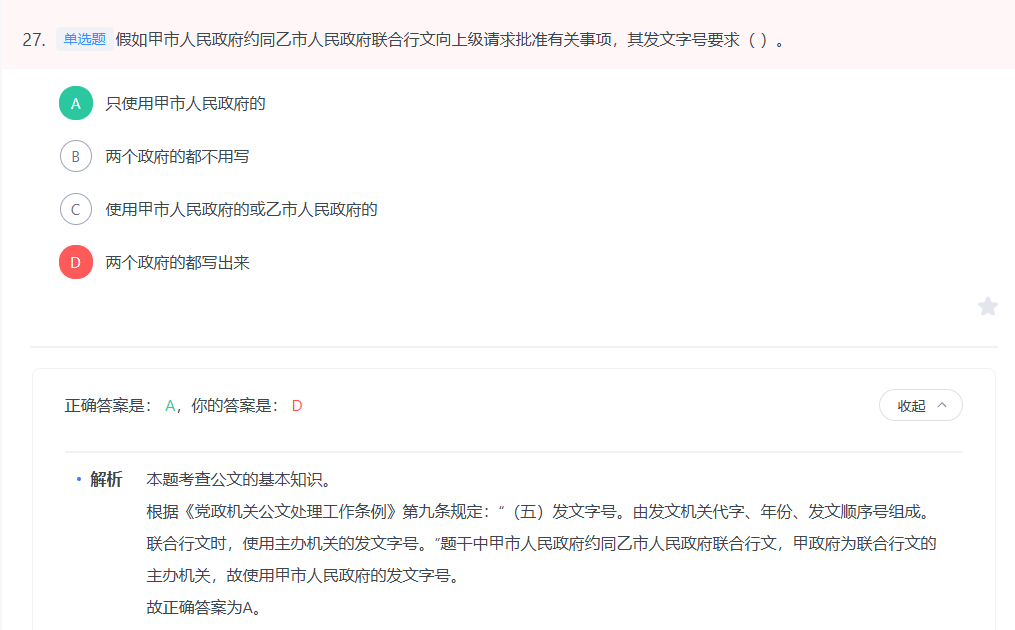 27. 单选题 假如甲市人民政府约同乙市人民政府联合行文向上级请求批准有关事项，其发文字号要求（ ）。
A 只使用甲市人民政府的
B 两个政府的都不用写
C 使用甲市人民政府的或乙市人民政府的
D 两个政府的都写出来
正确答案是： A，你的答案是： D
收起
解析 本题考查公文的基本知识。
根据《党政机关公文处理工作条例》第九条规定：“（五）发文字号。由发文机关代字、年份、发文顺序号组成。
联合行文时，使用主办机关的发文字号。”题干中甲市人民政府约同乙市人民政府联合行文，甲政府为联合行文的
主办机关，故使用甲市人民政府的发文字号。
故正确答案为A。